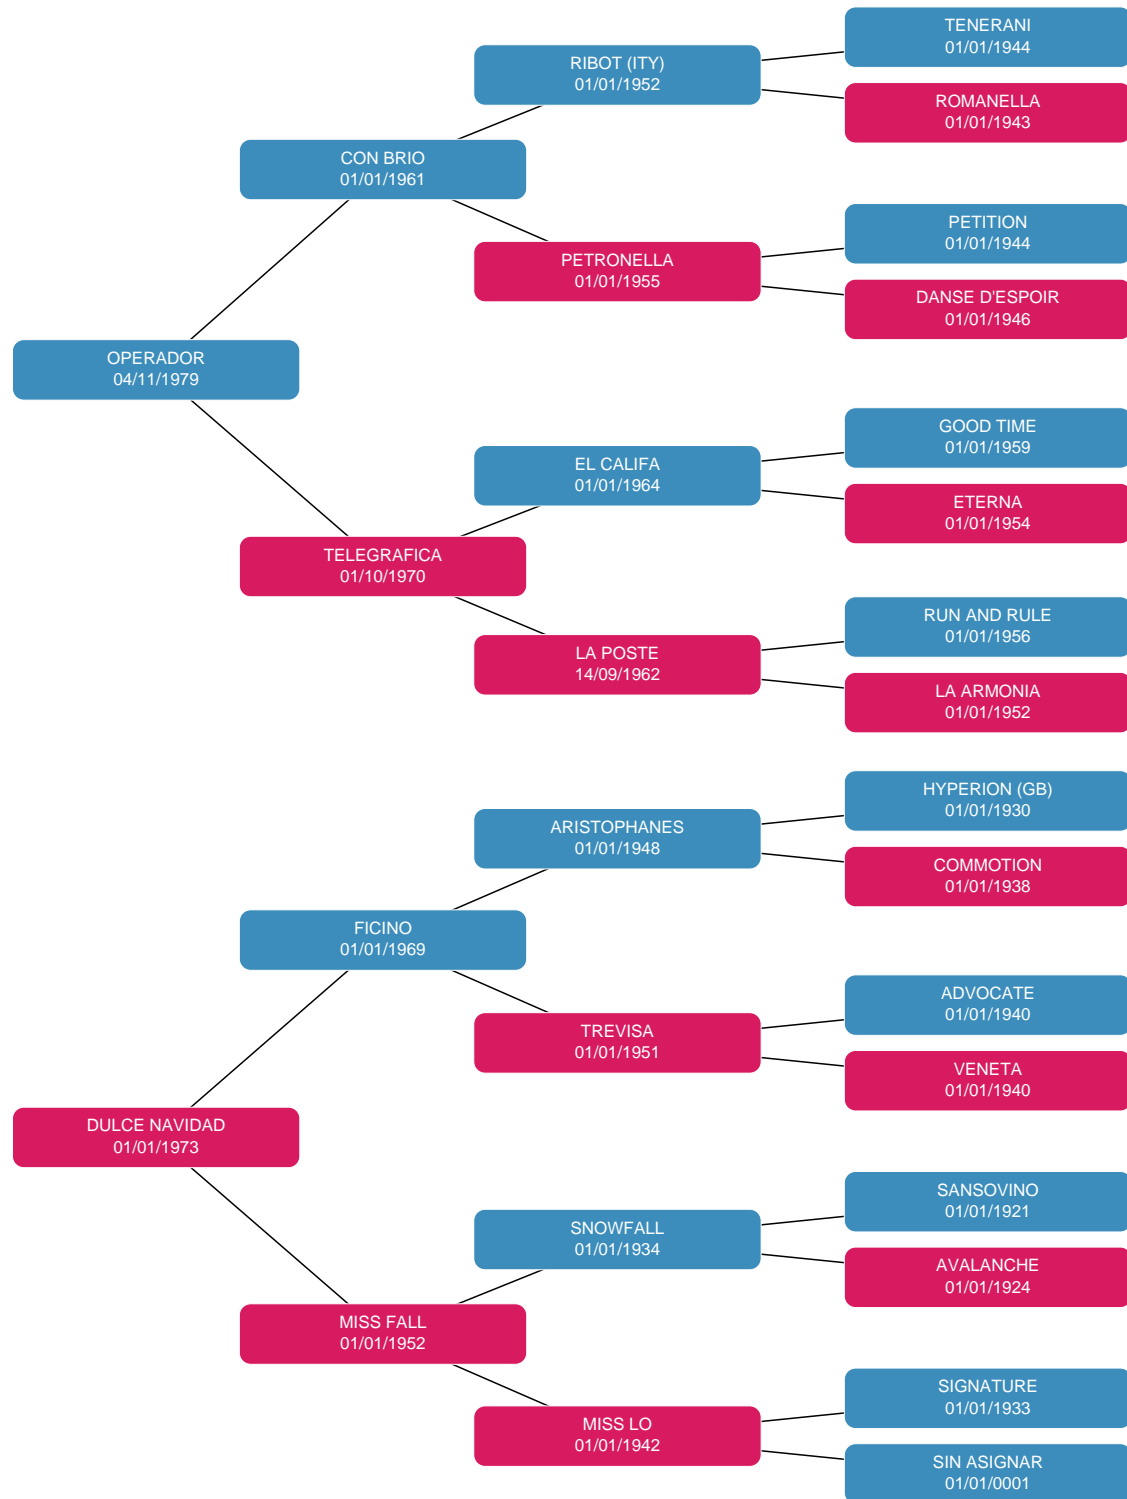 TENERANI
01/01/1944
RIBOT (ITY)
01/01/1952
ROMANELLA
01/01/1943
CON BRIO
01/01/1961
PETITION
01/01/1944
PETRONELLA
01/01/1955
DANSE D'ESPOIR
01/01/1946
OPERADOR
04/11/1979
GOOD TIME
01/01/1959
EL CALIFA
01/01/1964
ETERNA
01/01/1954
TELEGRAFICA
01/10/1970
RUN AND RULE
01/01/1956
LA POSTE
14/09/1962
LA ARMONIA
01/01/1952
HYPERION (GB)
01/01/1930
ARISTOPHANES
01/01/1948
COMMOTION
01/01/1938
FICINO
01/01/1969
ADVOCATE
01/01/1940
TREVISA
01/01/1951
VENETA
01/01/1940
DULCE NAVIDAD
01/01/1973
SANSOVINO
01/01/1921
SNOWFALL
01/01/1934
AVALANCHE
01/01/1924
MISS FALL
01/01/1952
SIGNATURE
01/01/1933
MISS LO
01/01/1942
SIN ASIGNAR
01/01/0001